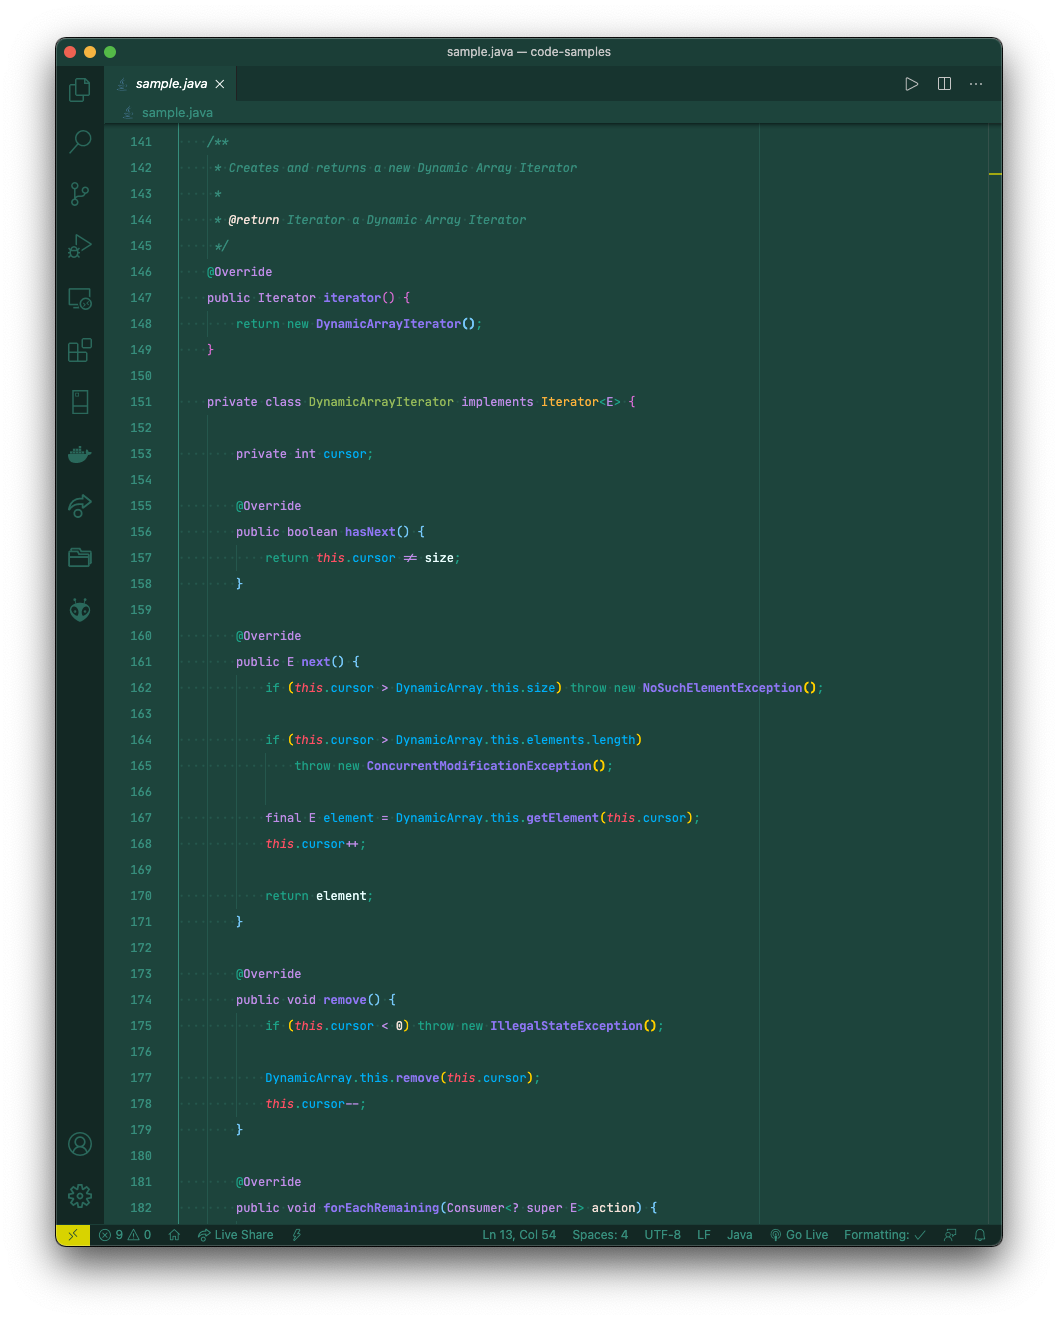 sample.java — code-samples
sample.java
sample.java
141 /**
142 * Creates and returns a new Dynamic Array Iterator
143 *
144 * @return Iterator a Dynamic Array Iterator
145 */
146 @Override
147 public Iterator iterator() {
148 return new DynamicArrayIterator();
149 }
150
151 private class DynamicArrayIterator implements Iterator<E> {
152
153 private int cursor;
154
155 @Override
156 public boolean hasNext() {
157 return this.cursor != size;
158 }
159
160 @Override
161 public E next() {
162 if (this.cursor > DynamicArray.this.size) throw new NoSuchElementException();
163
164 if (this.cursor > DynamicArray.this.elements.length)
165 throw new ConcurrentModificationException();
166
167 final E element = DynamicArray.this.getElement(this.cursor);
168 this.cursor++;
169
170 return element;
171 }
172
173 @Override
174 public void remove() {
175 if (this.cursor < 0) throw new IllegalStateException();
176
177 DynamicArray.this.remove(this.cursor);
178 this.cursor--;
179 }
180
181 @Override
182 public void forEachRemaining(Consumer<? super E> action) {
9 0 Live Share Ln 13, Col 54 Spaces: 4 UTF-8 LF Java Go Live Formatting: ✓